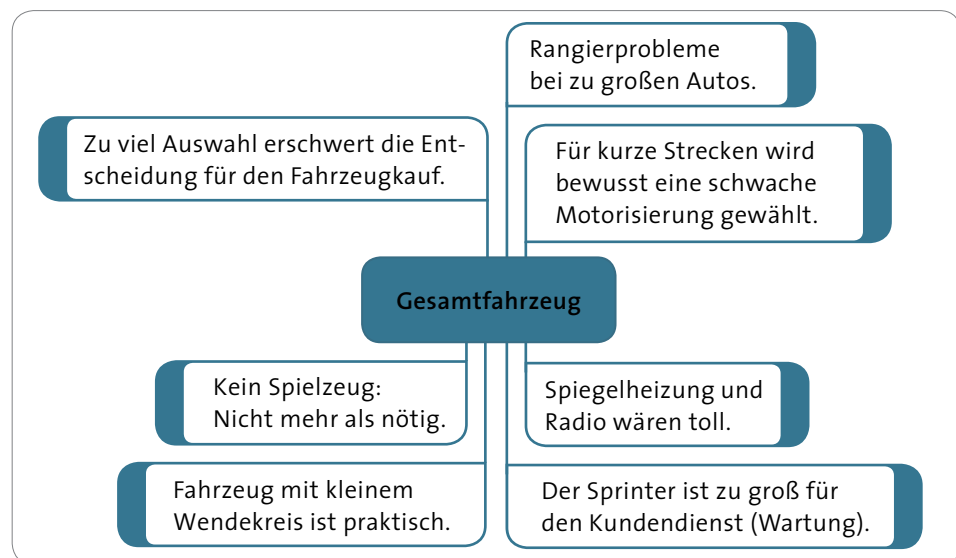 Rangierprobleme
bei zu großen Autos.
Zu viel Auswahl erschwert die Ent-
scheidung für den Fahrzeugkauf.
Für kurze Strecken wird
bewusst eine schwache
Motorisierung gewählt.
Gesamtfahrzeug
Kein Spielzeug:
Nicht mehr als nötig.
Spiegelheizung und
Radio wären toll.
Fahrzeug mit kleinem
Wendekreis ist praktisch.
Der Sprinter ist zu groß für
den Kundendienst (Wartung).